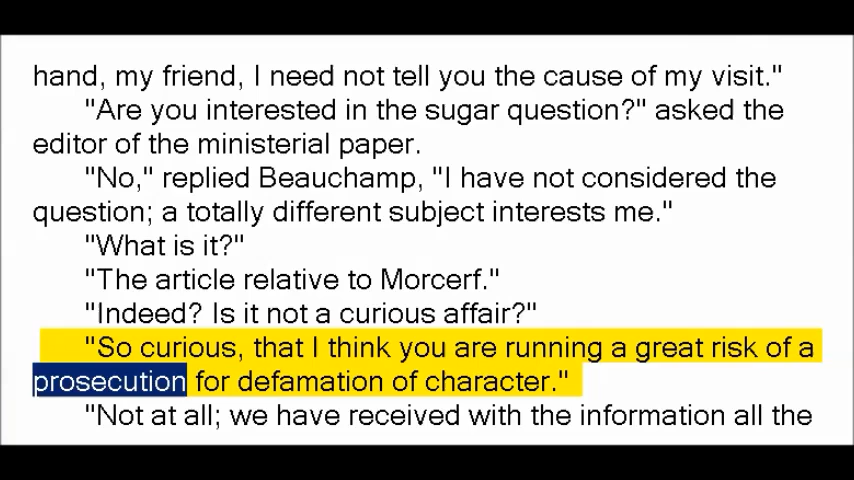 hand, my friend, I need not tell you the cause of my visit."
"Are you interested in the sugar question?" asked the
editor of the ministerial paper.
"No," replied Beauchamp, "I have not considered the
question; a totally different subject interests me."
"What is it?"
"The article relative to Morcerf."
"Indeed? Is it not a curious affair?"
"So curious, that I think you are running a great risk of a
prosecution for defamation of character."
"Not at all; we have received with the information all the